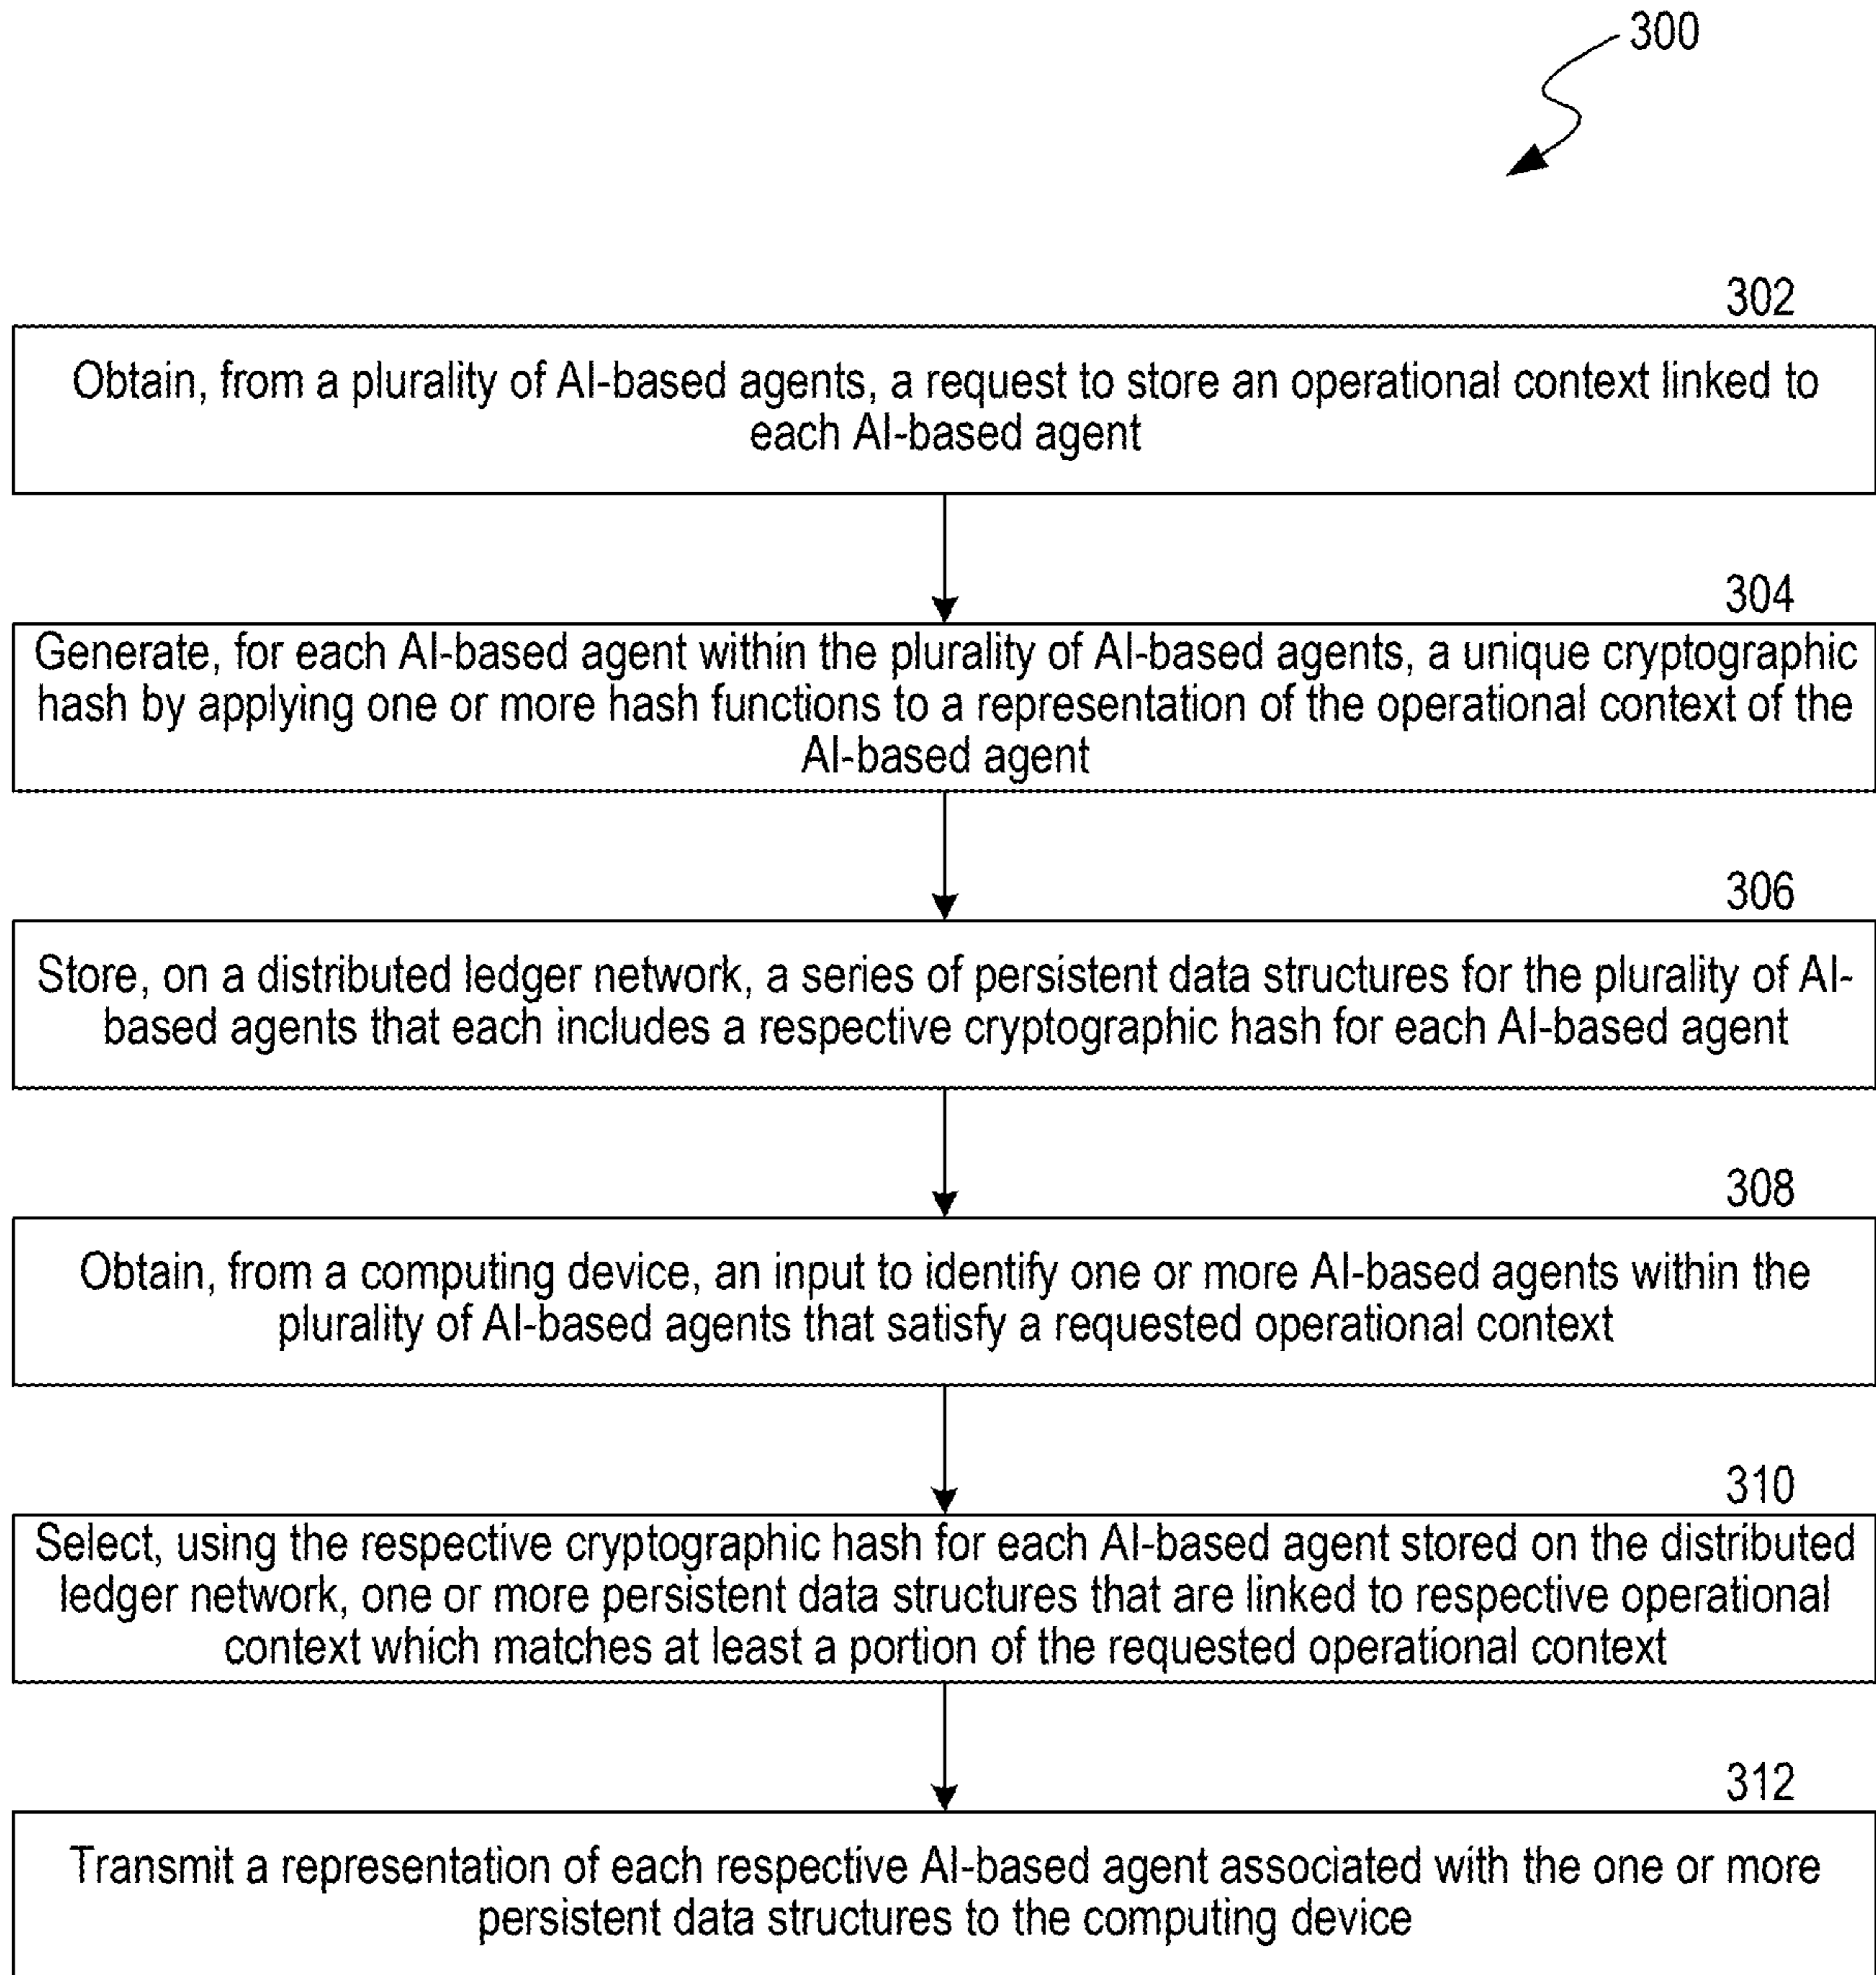 300
302
Obtain, from a plurality of AI-based agents, a request to store an operational context linked to
each AI-based agent
304
Generate, for each AI-based agent within the plurality of AI-based agents, a unique cryptographic
hash by applying one or more hash functions to a representation of the operational context of the
AI-based agent
306
Store, on a distributed ledger network, a series of persistent data structures for the plurality of AI-
based agents that each includes a respective cryptographic hash for each AI-based agent
308
Obtain, from a computing device, an input to identify one or more AI-based agents within the
plurality of AI-based agents that satisfy a requested operational context
310
Select, using the respective cryptographic hash for each AI-based agent stored on the distributed
ledger network, one or more persistent data structures that are linked to respective operational
context which matches at least a portion of the requested operational context
312
Transmit a representation of each respective AI-based agent associated with the one or more
persistent data structures to the computing device